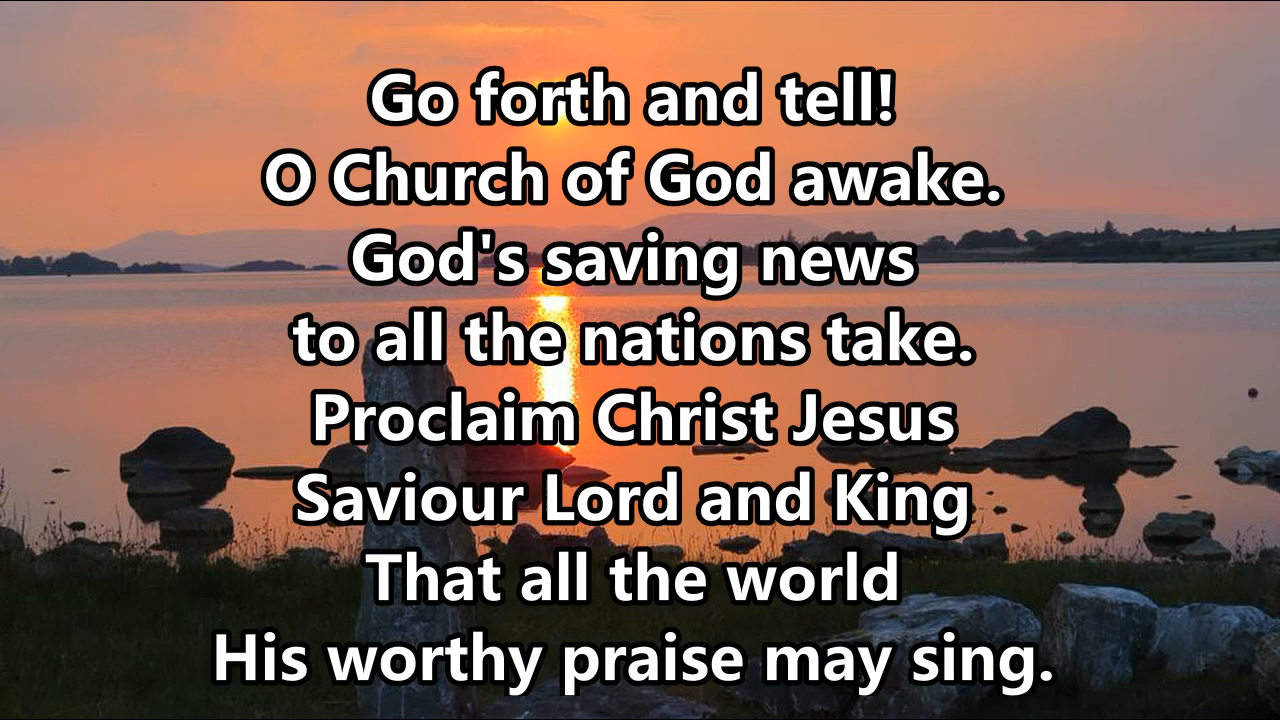 Go forth and tell!
O Church of God awake.
God's saving news
to all the nations take.
Proclaim Christ Jesus
Saviour Lord and King
That all the world
His worthy praise may sing.